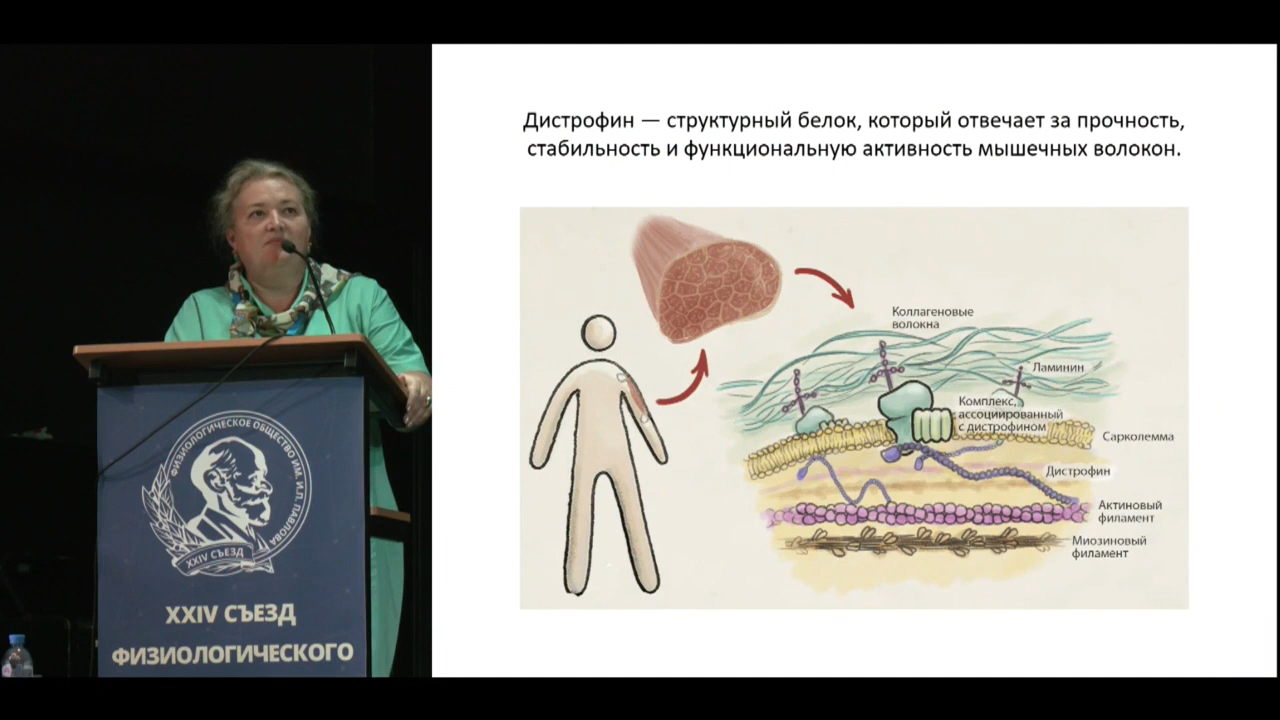 Дистрофин — структурный белок, который отвечает за прочность,
стабильность и функциональную активность мышечных волокон.
Коллагеновые
волокна
Ламинин
Комплекс,
ассоциированный
с дистрофином
Сарколемма
Дистрофин
Актиновый
филамент
Миозиновый
филамент
ФИЗИОЛОГИЧЕСКОЕ ОБЩЕСТВО ИМ. И.П. ПАВЛОВА
XXIV СЪЕЗД
XXIV СЪЕЗД
ФИЗИОЛОГИЧЕСКОГО